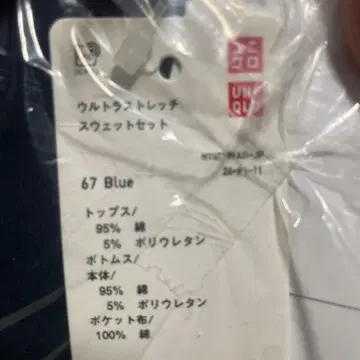 ユニ
クロ
UNI
QLO
ウルトラストレッチ
スウェットセット
67 Blue
トップス/
95% 綿
5% ポリウレタン
ボトムス/
本体/
95% 綿
5% ポリウレタン
ポケット布/
100% 綿